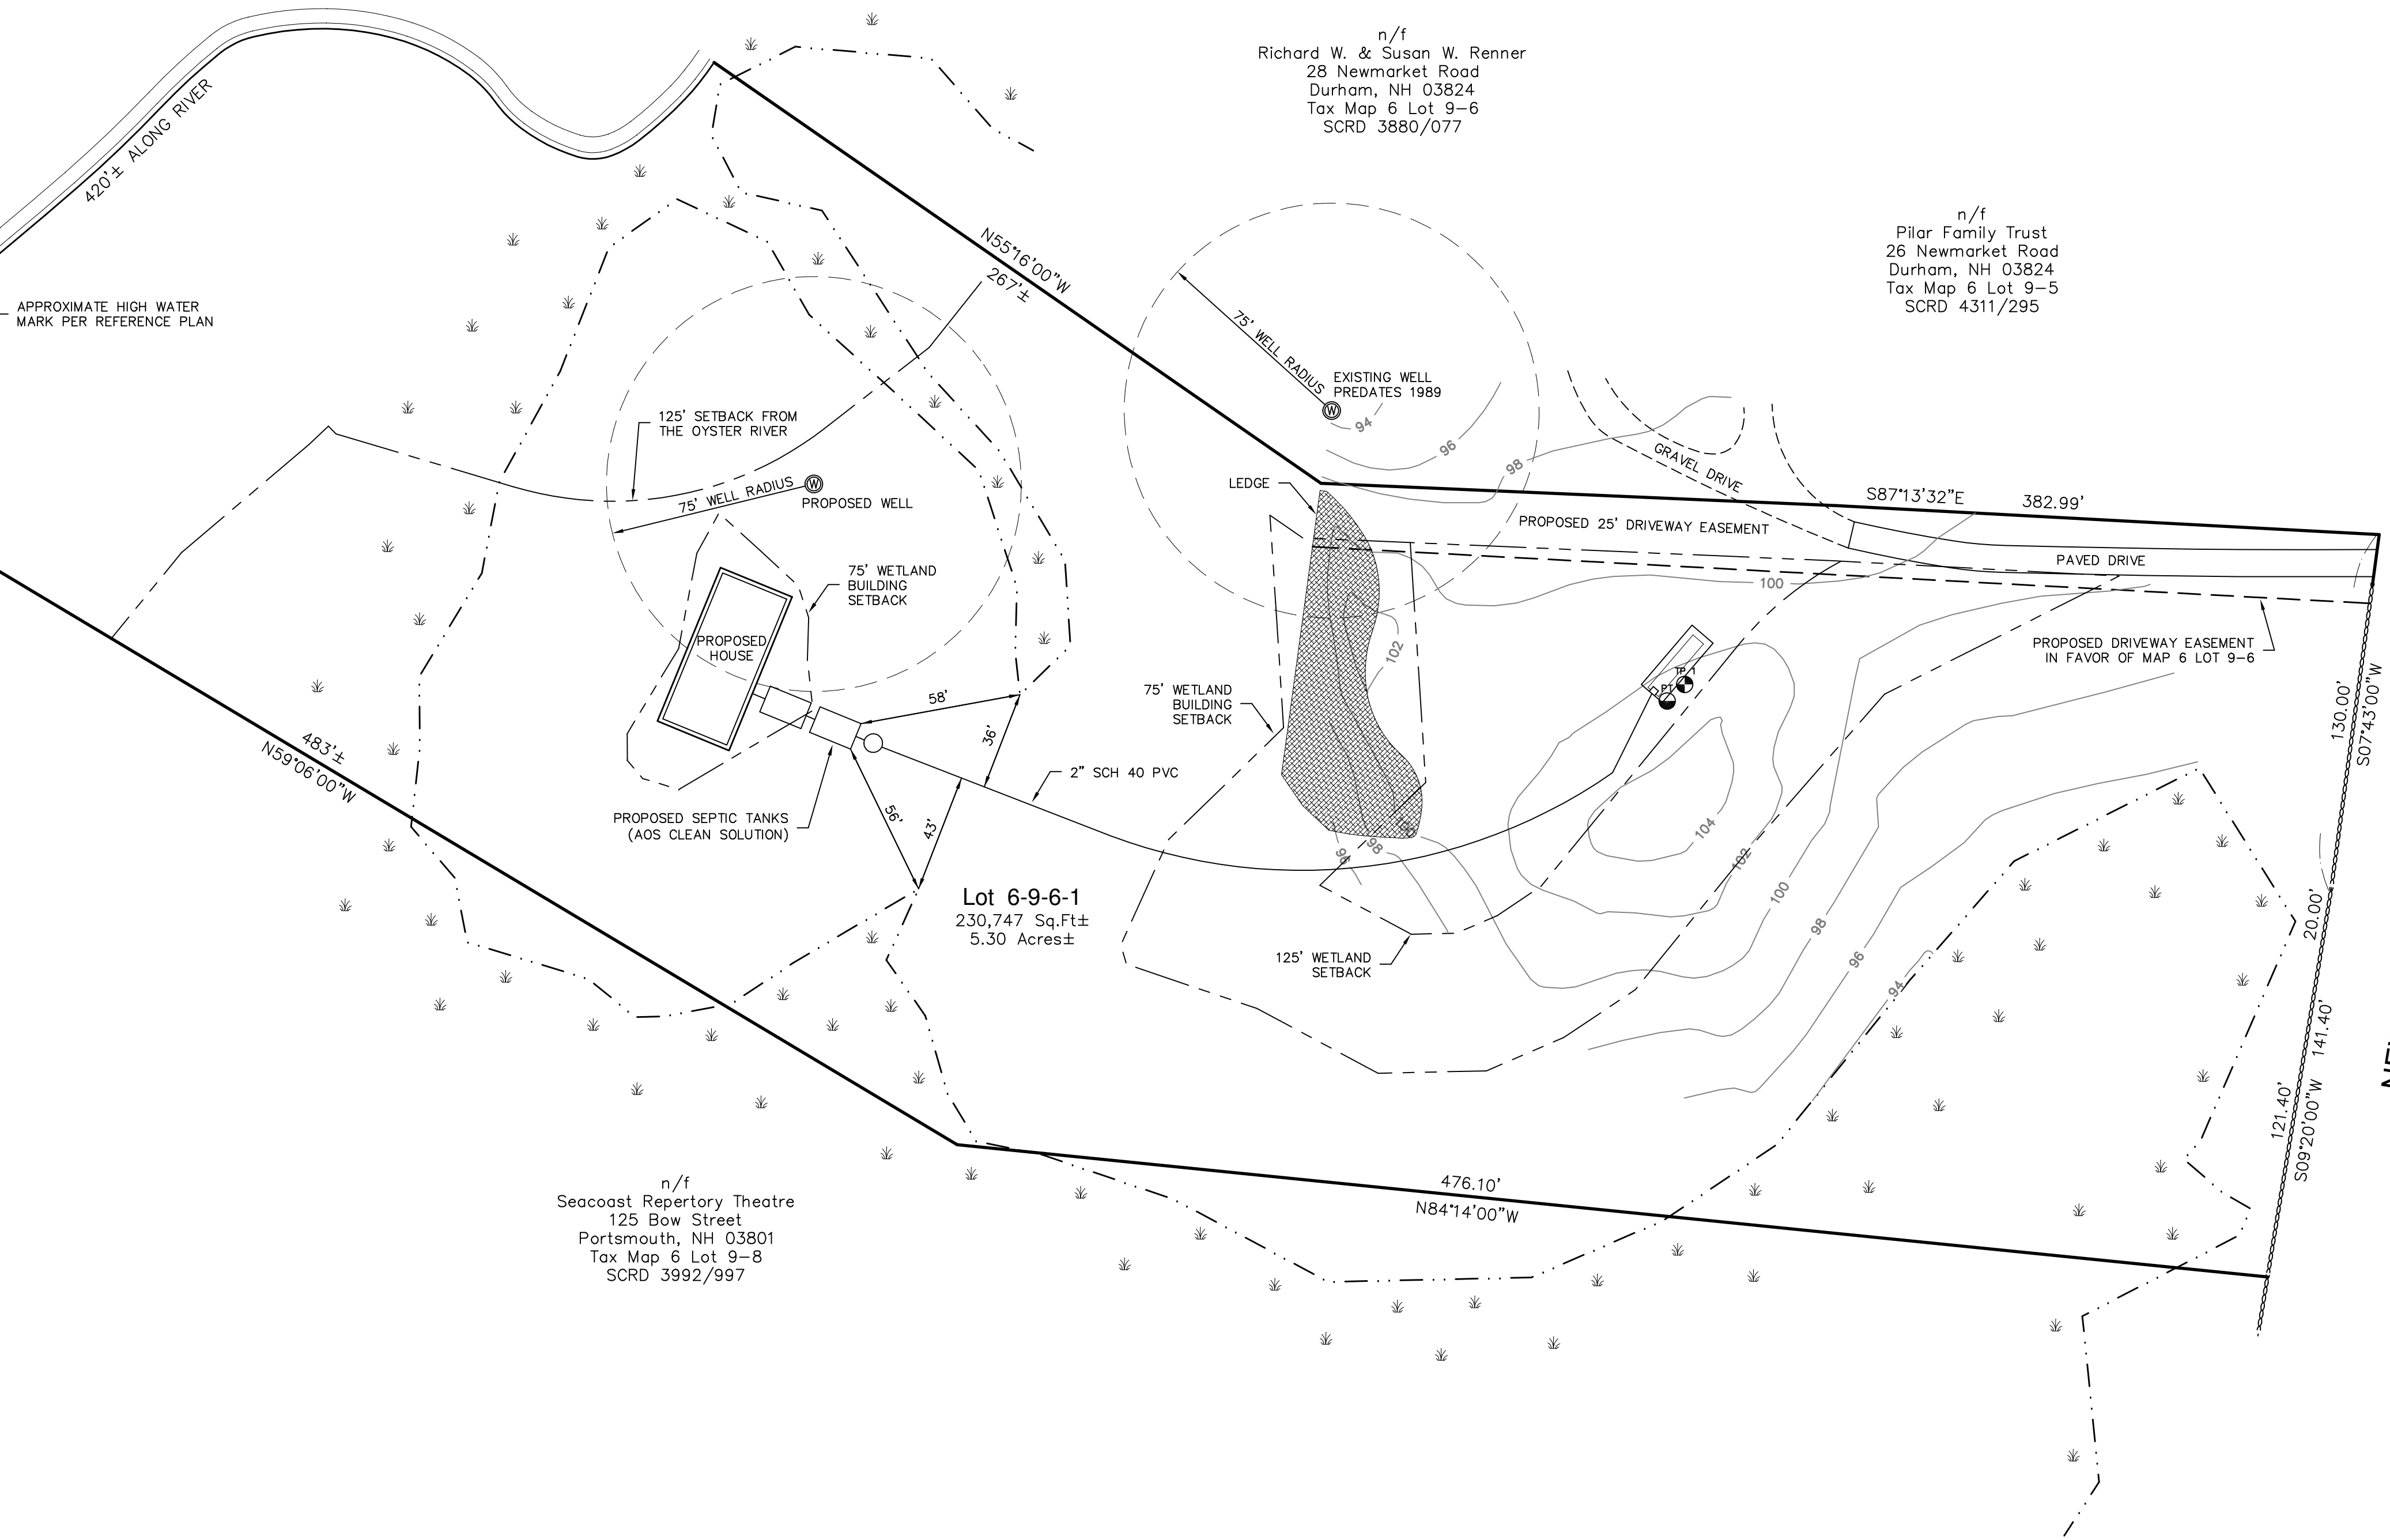 n/f
Richard W. & Susan W. Renner
28 Newmarket Road
Durham, NH 03824
Tax Map 6 Lot 9-6
SCRD 3880/077
n/f
Pilar Family Trust
26 Newmarket Road
Durham, NH 03824
Tax Map 6 Lot 9-5
SCRD 4311/295
420'± ALONG RIVER
APPROXIMATE HIGH WATER
MARK PER REFERENCE PLAN
N55°16'00"W
267'±
75' WELL RADIUS
EXISTING WELL
PREDATES 1989
W
94
96
98
GRAVEL DRIVE
125' SETBACK FROM
THE OYSTER RIVER
75' WELL RADIUS
W
PROPOSED WELL
LEDGE
S87°13'32"E
382.99'
PROPOSED 25' DRIVEWAY EASEMENT
PAVED DRIVE
100
75' WETLAND
BUILDING
SETBACK
PROPOSED
HOUSE
102
PROPOSED DRIVEWAY EASEMENT
IN FAVOR OF MAP 6 LOT 9-6
TP 1
PT
75' WETLAND
BUILDING
SETBACK
58'
36'
130.00'
S07°43'00"W
483'±
N59°06'00"W
2" SCH 40 PVC
PROPOSED SEPTIC TANKS
(AOS CLEAN SOLUTION)
56'
43'
104
96
98
102
100
98
96
94
Lot 6-9-6-1
230,747 Sq.Ft±
5.30 Acres±
125' WETLAND
SETBACK
20.00'
141.40'
121.40'
S09°20'00"W
476.10'
N84°14'00"W
n/f
Seacoast Repertory Theatre
125 Bow Street
Portsmouth, NH 03801
Tax Map 6 Lot 9-8
SCRD 3992/997